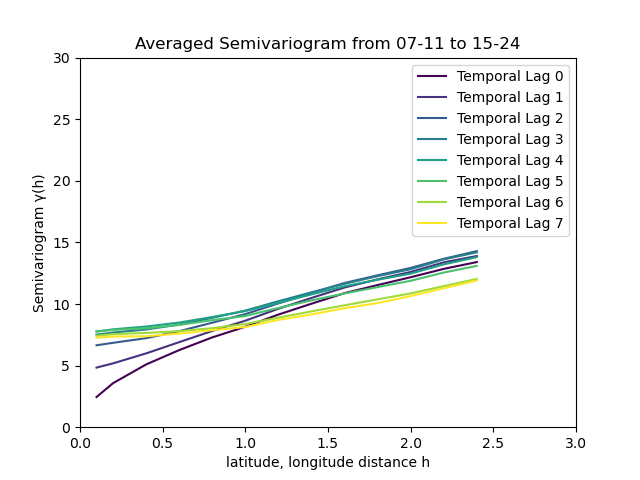 Averaged Semivariogram from 07-11 to 15-24
30
25
20
15
10
5
0
Semivariogram γ(h)
Temporal Lag 0
Temporal Lag 1
Temporal Lag 2
Temporal Lag 3
Temporal Lag 4
Temporal Lag 5
Temporal Lag 6
Temporal Lag 7
0.0 0.5 1.0 1.5 2.0 2.5 3.0
latitude, longitude distance h